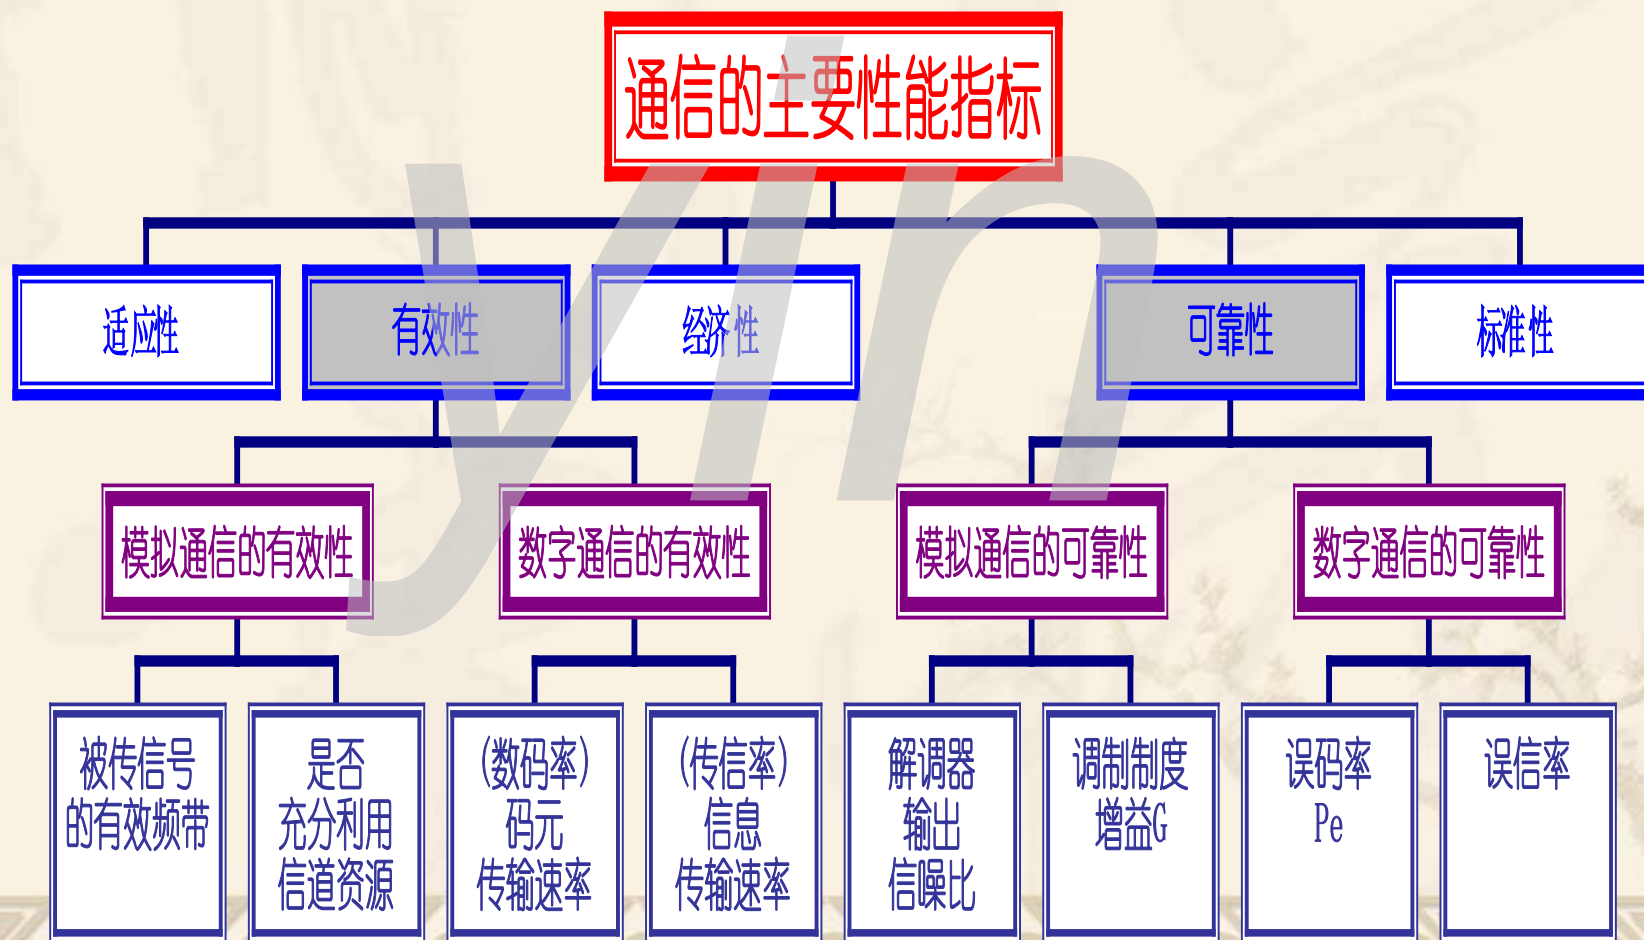 通信的主要性能指标
适应性
有效性
经济性
可靠性
标准性
模拟通信的有效性
数字通信的有效性
模拟通信的可靠性
数字通信的可靠性
被传信号
的有效频带
是否
充分利用
信道资源
(数码率)
码元
传输速率
(传信率)
信息
传输速率
解调器
输出
信噪比
调制制度
增益G
误码率
Pe
误信率
yin